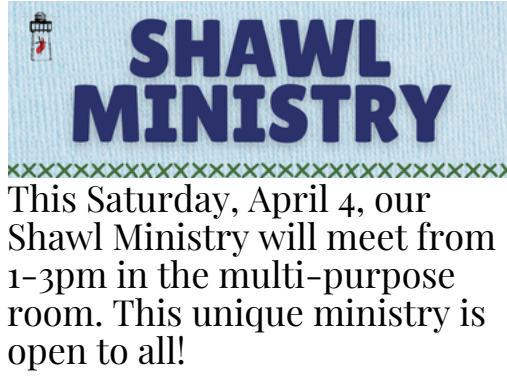 SHAWL
MINISTRY
This Saturday, April 4, our
Shawl Ministry will meet from
1-3pm in the multi-purpose
room. This unique ministry is
open to all!